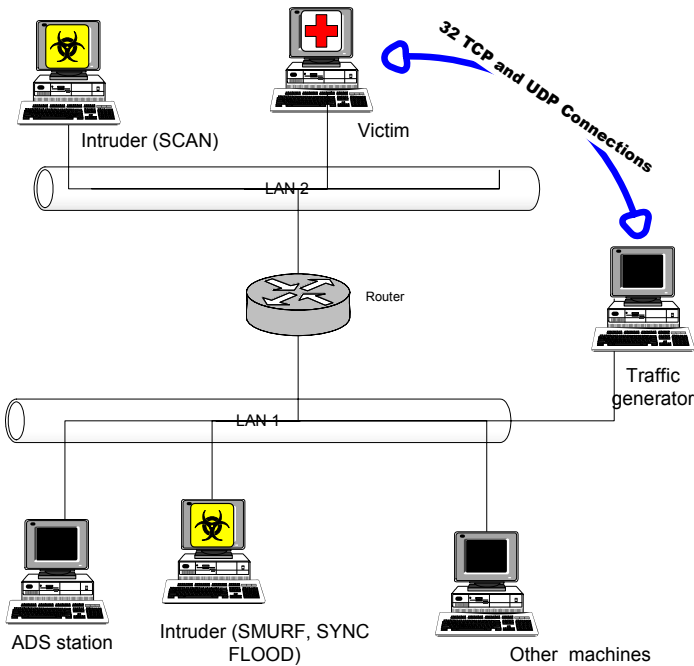 32 TCP and UDP Connections
Intruder (SCAN)
Victim
LAN 2
Router
Traffic
generator
LAN 1
ADS station
Intruder (SMURF, SYNC
FLOOD)
Other machines